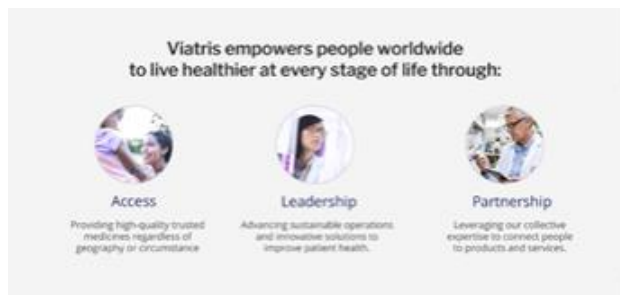 Viatris empowers people worldwide
to live healthier at every stage of life through:
Access
Providing high-quality trusted
medicines regardless of
geography or circumstance
Leadership
Advancing sustainable operations
and innovative solutions to
improve patient health.
Partnership
Leveraging our collective
expertise to connect people
to products and services.